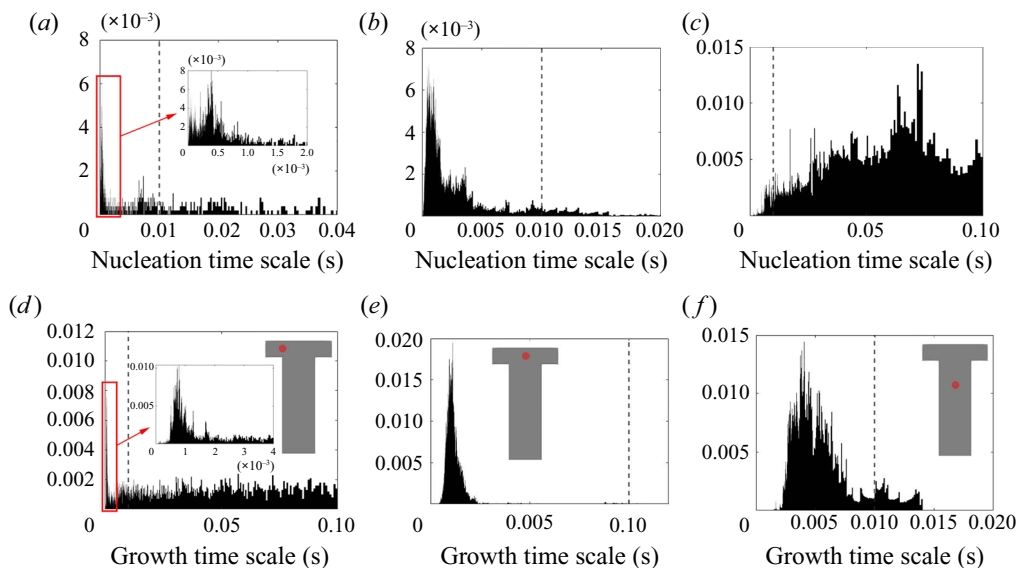 (a) (×10⁻³)
8
6
4
2
0 0.01 0.02 0.03 0.04
Nucleation time scale (s)
(×10⁻³)
8
6
4
2
0 0.5 1.0 1.5 2.0
(×10⁻³)
(b) (×10⁻³)
8
6
4
2
0 0.005 0.010 0.015 0.020
Nucleation time scale (s)
(c)
0.015
0.010
0.005
0 0.05 0.10
Nucleation time scale (s)
(d)
0.012
0.010
0.008
0.006
0.004
0.002
0 0.05 0.10
Growth time scale (s)
0.010
0.005
0 1 2 3 4
(×10⁻³)
(e)
0.020
0.015
0.010
0.005
0 0.005 0.10
Growth time scale (s)
(f)
0.015
0.010
0.005
0 0.005 0.010 0.015 0.020
Growth time scale (s)